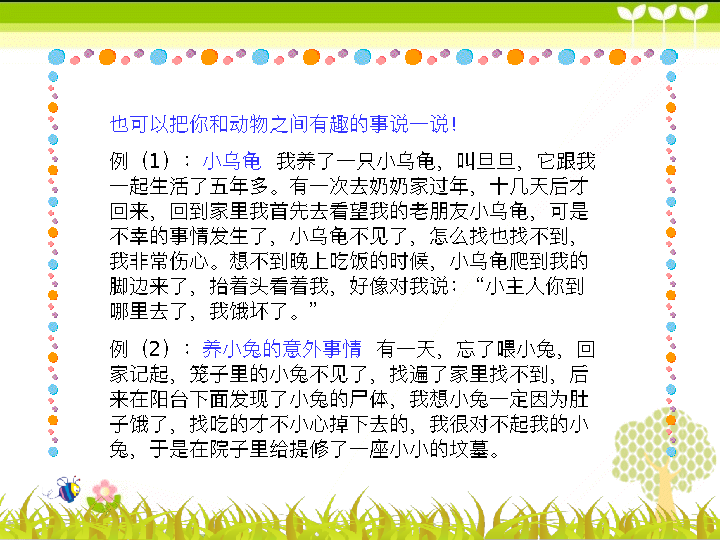 也可以把你和动物之间有趣的事说一说!
例（1）：小乌龟 我养了一只小乌龟，叫旦旦，它跟我
一起生活了五年多。有一次去奶奶家过年，十几天后才
回来，回到家里我首先去看望我的老朋友小乌龟，可是
不幸的事情发生了，小乌龟不见了，怎么找也找不到，
我非常伤心。想不到晚上吃饭的时候，小乌龟爬到我的
脚边来了，抬着头看着我，好像对我说：“小主人你到
哪里去了，我饿坏了。”
例（2）：养小兔的意外事情 有一天，忘了喂小兔，回
家记起，笼子里的小兔不见了，找遍了家里找不到，后
来在阳台下面发现了小兔的尸体，我想小兔一定因为肚
子饿了，找吃的才不小心掉下去的，我很对不起我的小
兔，于是在院子里给提修了一座小小的坟墓。